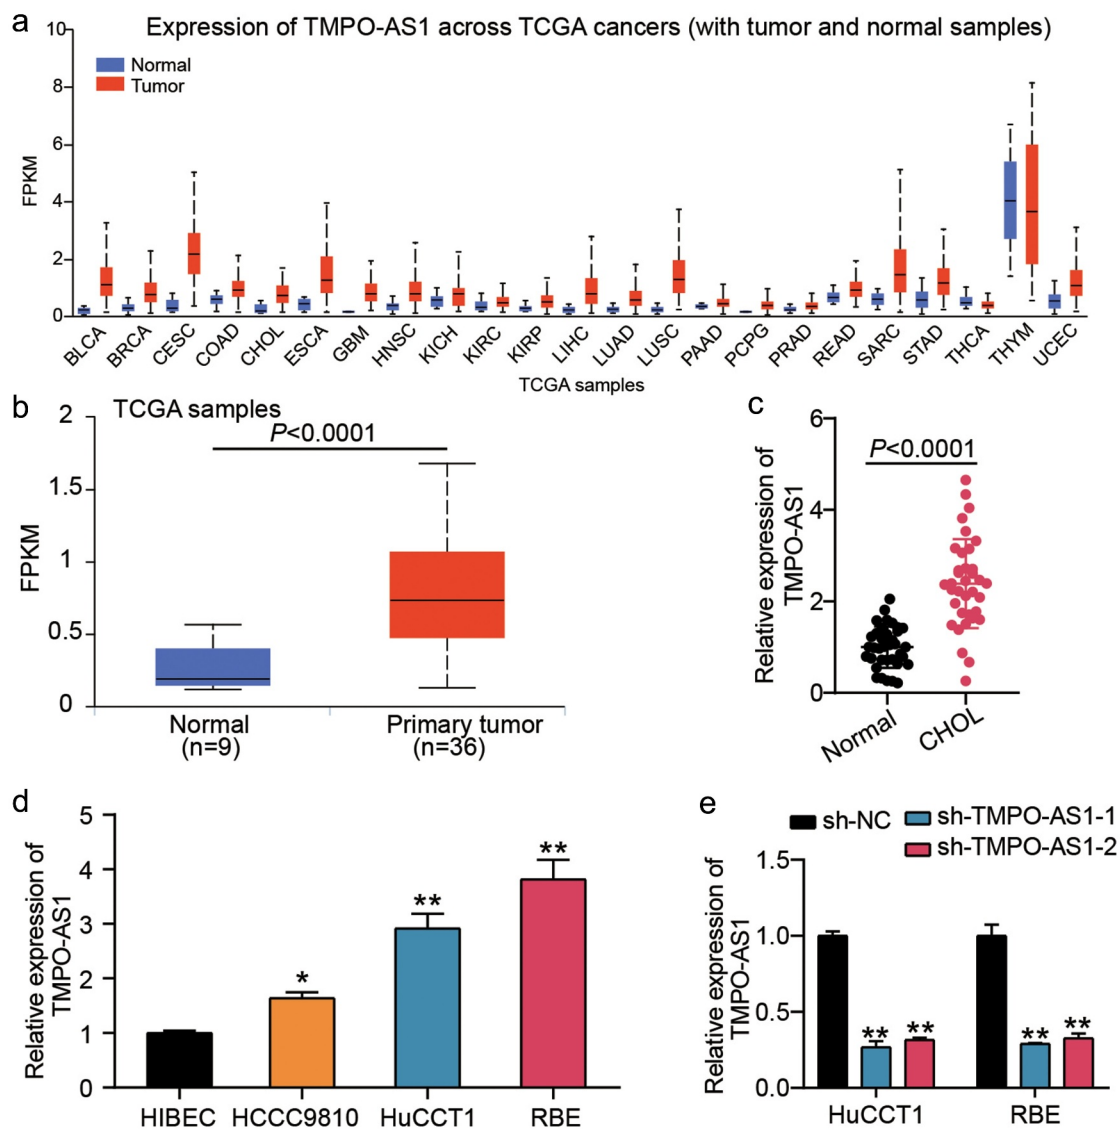 a
Expression of TMPO-AS1 across TCGA cancers (with tumor and normal samples)
Normal
Tumor
FPKM
10
8
6
4
2
0
BLCA BRCA CESC COAD CHOL ESCA GBM HNSC KICH KIRC KIRP LIHC LUAD LUSC PAAD PCPG PRAD READ SARC STAD THCA THYM UCEC
TCGA samples
b
TCGA samples
P<0.0001
FPKM
2
1.5
1
0.5
0
Normal
(n=9)
Primary tumor
(n=36)
c
P<0.0001
Relative expression of
TMPO-AS1
6
4
2
0
Normal CHOL
d
Relative expression of
TMPO-AS1
5
4
3
2
1
0
*
**
**
HIBEC HCCC9810 HuCCT1 RBE
e
sh-NC
sh-TMPO-AS1-1
sh-TMPO-AS1-2
Relative expression of
TMPO-AS1
1.5
1.0
0.5
0.0
** ** ** **
HuCCT1 RBE